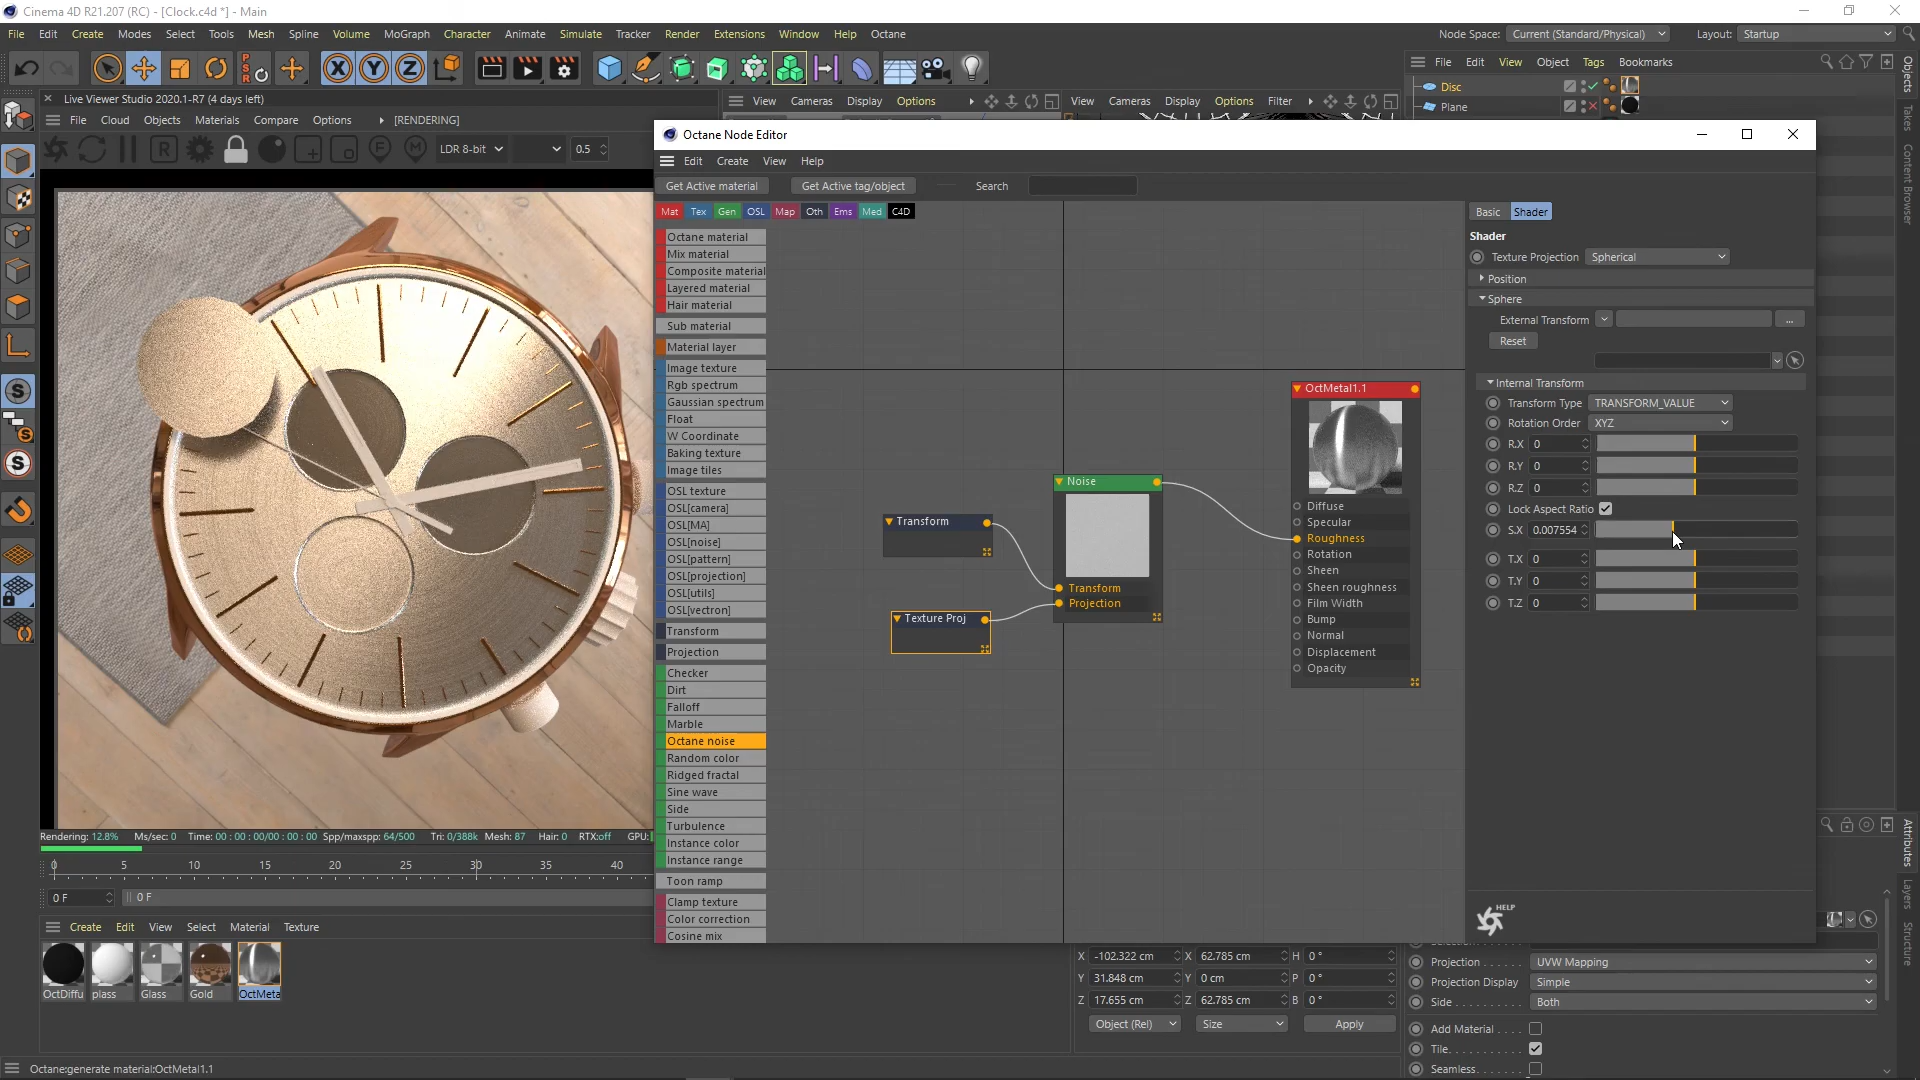 Cinema 4D R21.207 (RC) - [Clock.c4d *] - Main
File Edit Create Modes Select Tools Mesh Spline Volume MoGraph Character Animate Simulate Tracker Render Extensions Window Help Octane
Node Space: Current (Standard/Physical) Layout: Startup
P S R X Y Z
File Edit View Object Tags Bookmarks
Disc
Plane
Live Viewer Studio 2020.1-R7 (4 days left)
View Cameras Display Options
View Cameras Display Options Filter
File Cloud Objects Materials Compare Options [RENDERING]
LDR 8-bit 0.5
Octane Node Editor
Edit Create View Help
Get Active material Get Active tag/object Search
Mat Tex Gen OSL Map Oth Ems Med C4D
Octane material
Mix material
Composite material
Layered material
Hair material
Sub material
Material layer
Image texture
Rgb spectrum
Gaussian spectrum
Float
W Coordinate
Baking texture
Image tiles
OSL texture
OSL[camera]
OSL[MA]
OSL[noise]
OSL[pattern]
OSL[projection]
OSL[utils]
OSL[vectron]
Transform
Projection
Checker
Dirt
Falloff
Marble
Octane noise
Random color
Ridged fractal
Sine wave
Side
Turbulence
Instance color
Instance range
Toon ramp
Clamp texture
Color correction
Cosine mix
Transform
Texture Proj
Noise
Transform
Projection
OctMetal1.1
Diffuse
Specular
Roughness
Rotation
Sheen
Sheen roughness
Film Width
Bump
Normal
Displacement
Opacity
Basic Shader
Shader
Texture Projection Spherical
Position
Sphere
External Transform ...
Reset
Internal Transform
Transform Type TRANSFORM_VALUE
Rotation Order XYZ
R.X 0
R.Y 0
R.Z 0
Lock Aspect Ratio
S.X 0.007554
T.X 0
T.Y 0
T.Z 0
HELP
Objects
Takes
Content Browser
Attributes
Layers
Structure
Rendering: 12.8% Ms/sec: 0 Time: 00 : 00 : 00/00 : 00 : 00 Spp/maxspp: 64/500 Tri: 0/388k Mesh: 87 Hair: 0 RTX:off GPU:
0 5 10 15 20 25 30 35 40
0 F 0 F
Create Edit View Select Material Texture
OctDiffu plass Glass Gold OctMeta
X -102.322 cm X 62.785 cm H 0 °
Y 31.848 cm Y 0 cm P 0 °
Z 17.655 cm Z 62.785 cm B 0 °
Object (Rel) Size Apply
Projection . . . . . . UVW Mapping
Projection Display Simple
Side . . . . . . . . . . Both
Add Material . . . .
Tile. . . . . . . . . . .
Seamless. . . . . . .
Octane:generate material:OctMetal1.1